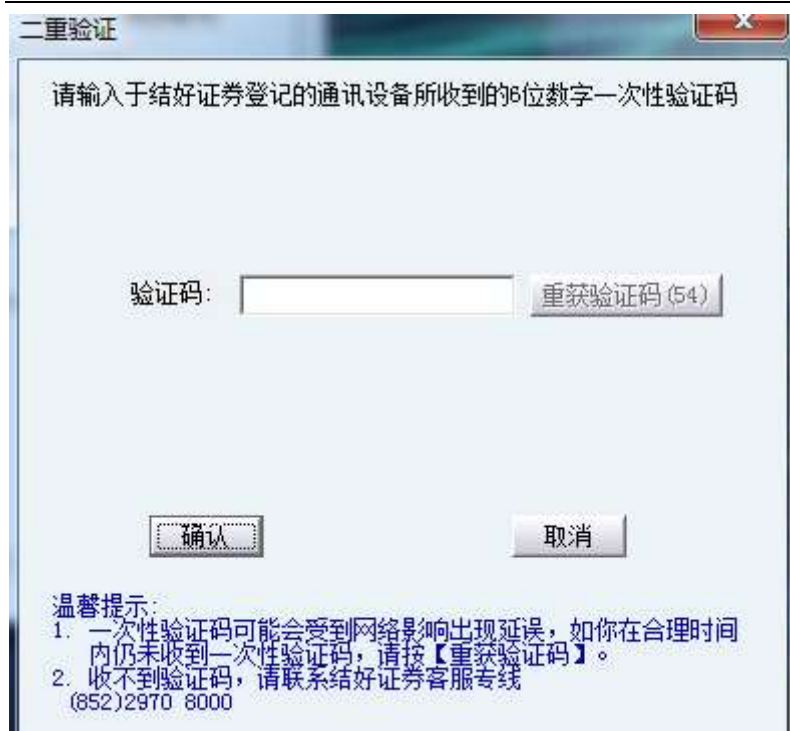 二重验证
请输入于结好证券登记的通讯设备所收到的6位数字一次性验证码
验证码:
重获验证码(54)
确认
取消
温馨提示:
1. 一次性验证码可能会受到网络影响出现延误，如你在合理时间
内仍未收到一次性验证码，请按【重获验证码】。
2. 收不到验证码，请联系结好证券客服专线
(852)2970 8000